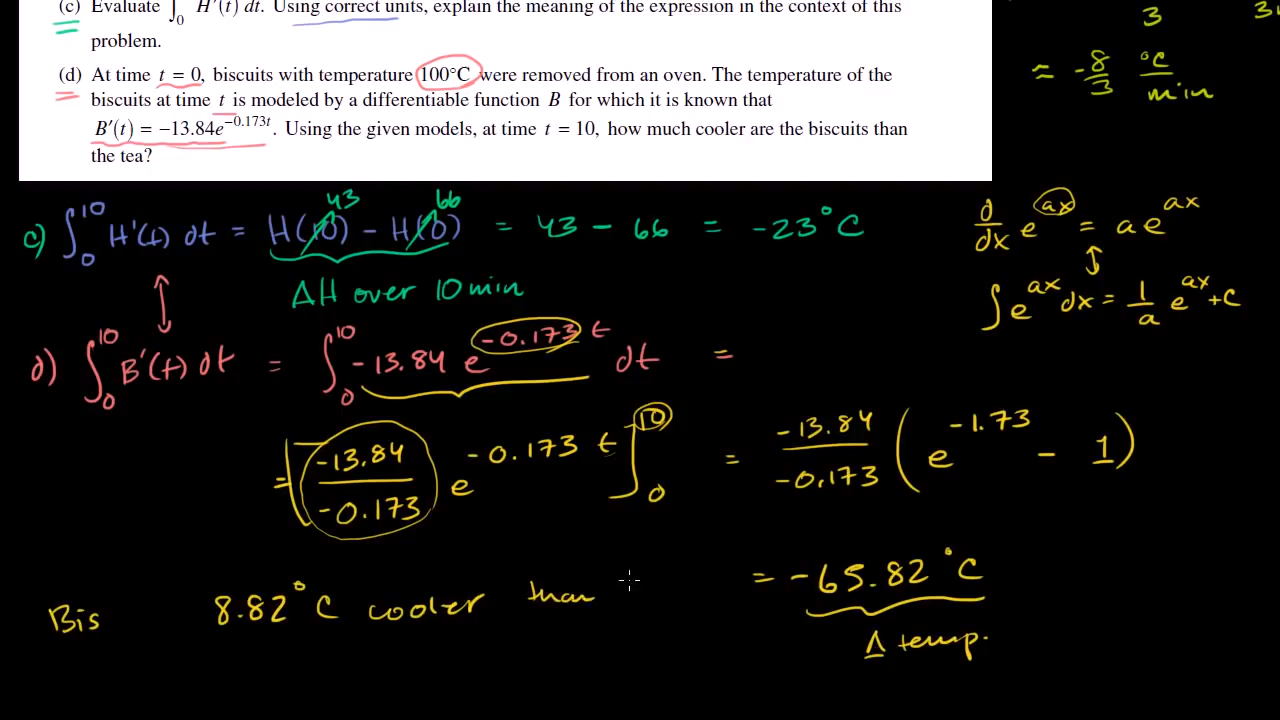 (c) Evaluate ∫₀ H′(t) dt. Using correct units, explain the meaning of the expression in the context of this
problem.
(d) At time t = 0, biscuits with temperature 100°C were removed from an oven. The temperature of the
biscuits at time t is modeled by a differentiable function B for which it is known that
B′(t) = −13.84e^{−0.173t}. Using the given models, at time t = 10, how much cooler are the biscuits than
the tea?
3
≈ -8/3 °C/min
c) ∫₀¹⁰ H'(t) dt = H(10) - H(0) = 43 - 66 = -23°C
43 66
ΔH over 10 min
d/dx e^{ax} = a e^{ax}
↕
∫ e^{ax} dx = 1/a e^{ax} + C
d) ∫₀¹⁰ B'(t) dt = ∫₀¹⁰ -13.84 e^{-0.173 t} dt =
= -13.84/-0.173 e^{-0.173 t} ]₀¹⁰ = -13.84/-0.173 (e^{-1.73} - 1)
= -65.82°C
Δ temp.
Bis 8.82°C cooler than